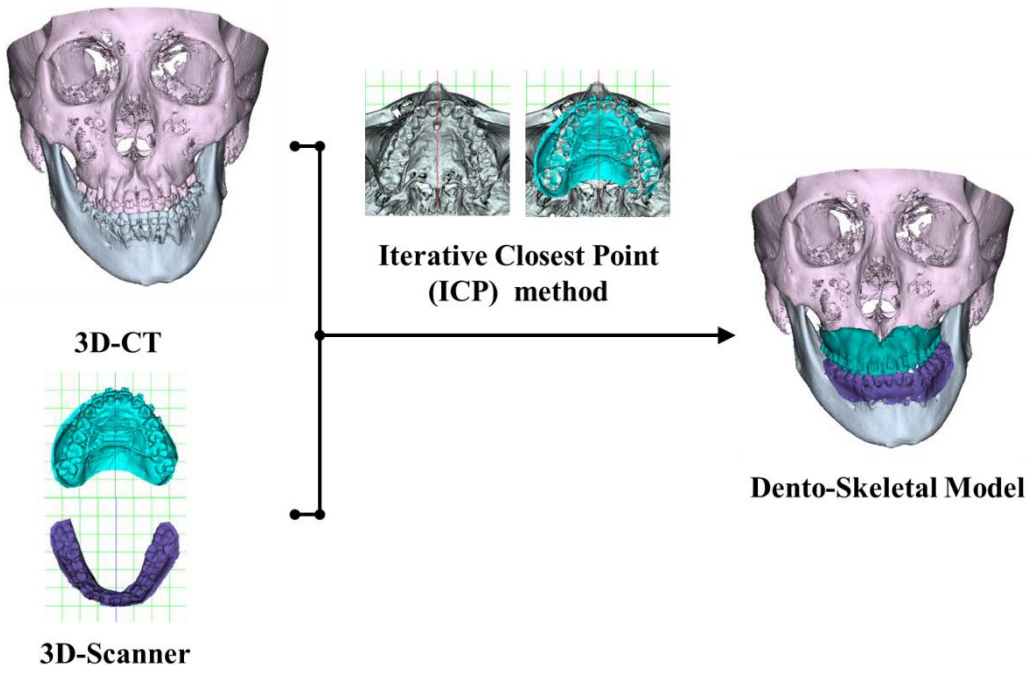 3D-CT
Iterative Closest Point
(ICP) method
3D-Scanner
Dento-Skeletal Model